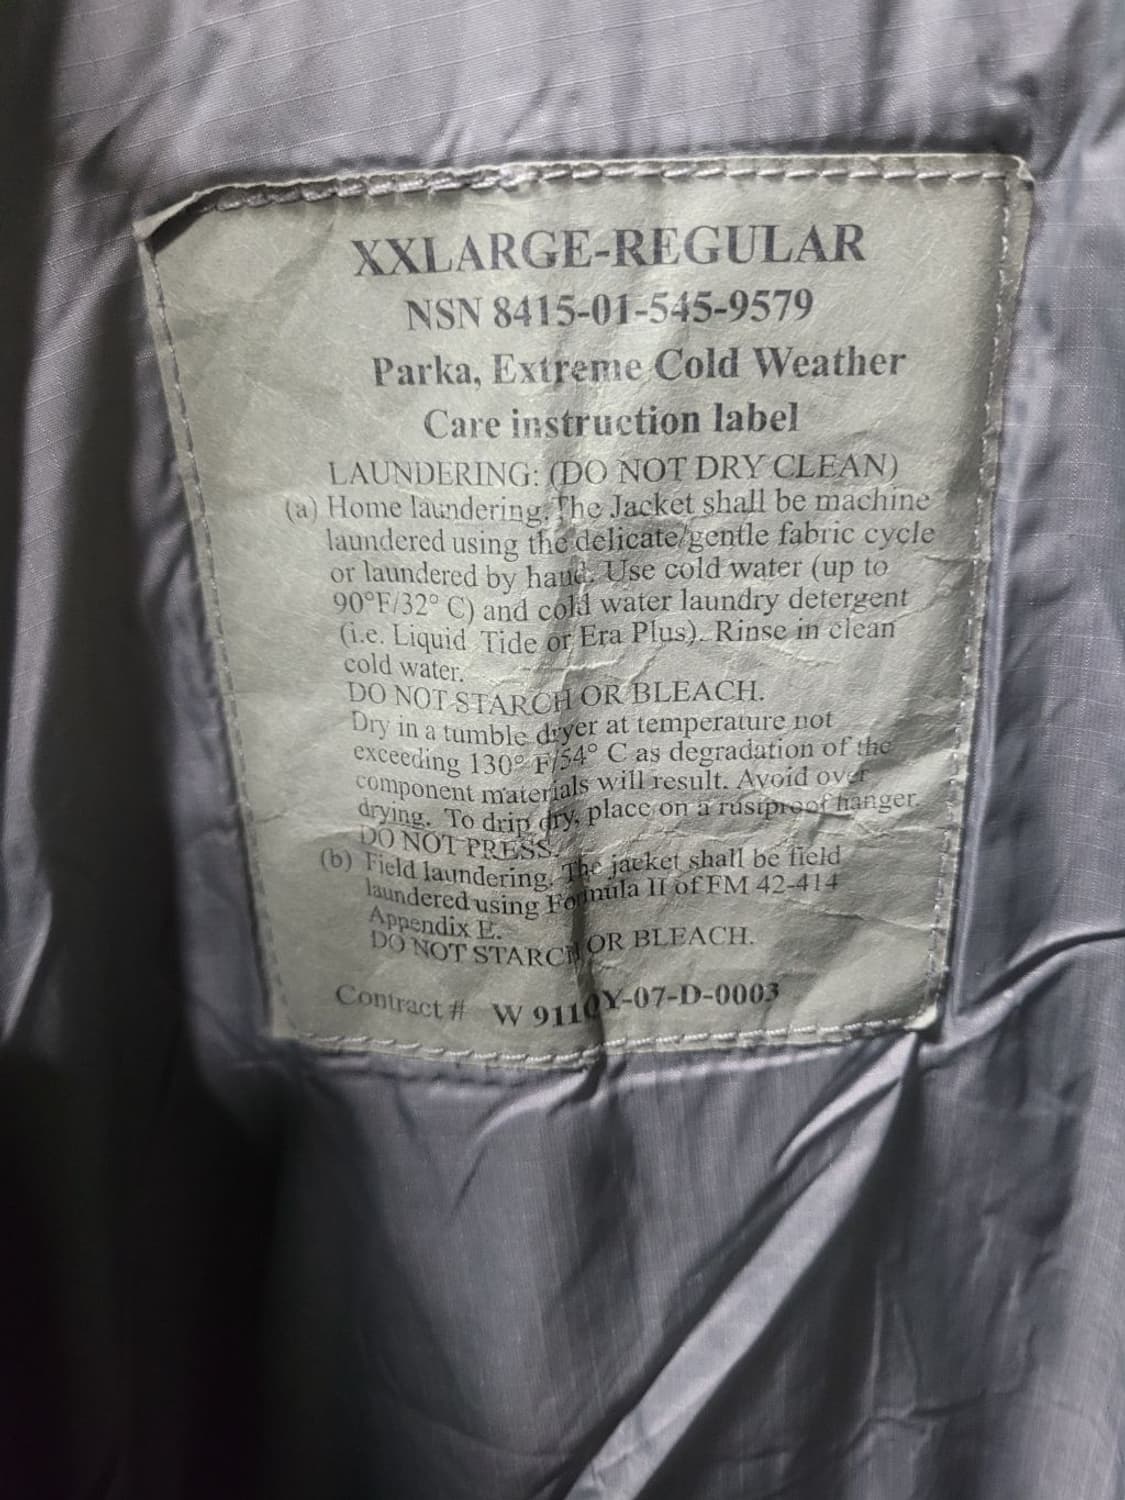 XXLARGE-REGULAR
NSN 8415-01-545-9579
Parka, Extreme Cold Weather
Care instruction label
LAUNDERING: (DO NOT DRY CLEAN)
(a) Home laundering. The Jacket shall be machine
laundered using the delicate/gentle fabric cycle
or laundered by hand. Use cold water (up to
90°F/32° C) and cold water laundry detergent
(i.e. Liquid Tide or Era Plus). Rinse in clean
cold water.
DO NOT STARCH OR BLEACH.
Dry in a tumble dryer at temperature not
exceeding 130° F/54° C as degradation of the
component materials will result. Avoid over
drying. To drip dry, place on a rustproof hanger.
DO NOT PRESS.
(b) Field laundering. The jacket shall be field
laundered using Formula II of FM 42-414
Appendix E.
DO NOT STARCH OR BLEACH.
Contract # W 911QY-07-D-0003